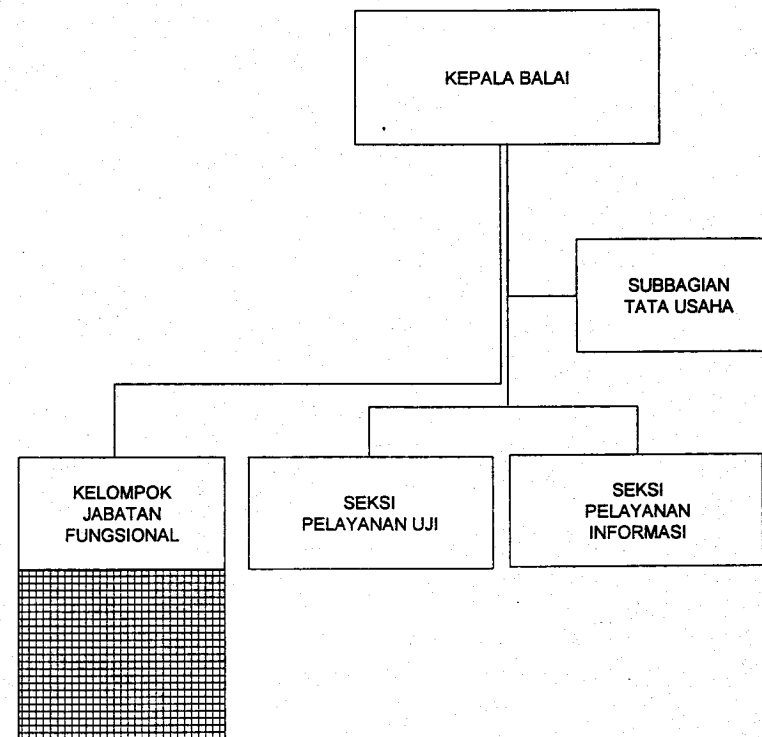 KEPALA BALAI
SUBBAGIAN
TATA USAHA
KELOMPOK
JABATAN
FUNGSIONAL
SEKSI
PELAYANAN UJI
SEKSI
PELAYANAN
INFORMASI